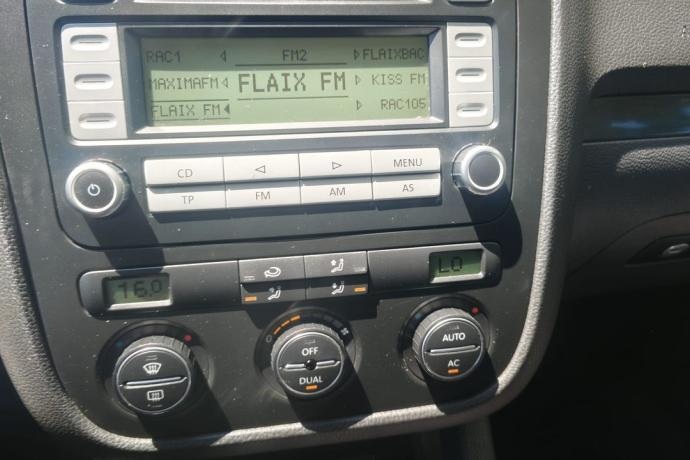 RAC1 FM2 FLAIXBAC
MAXIMAFM FLAIX FM KISS FM
FLAIX FM RAC105
CD MENU
TP FM AM AS
16.0 LO
OFF AUTO
DUAL AC